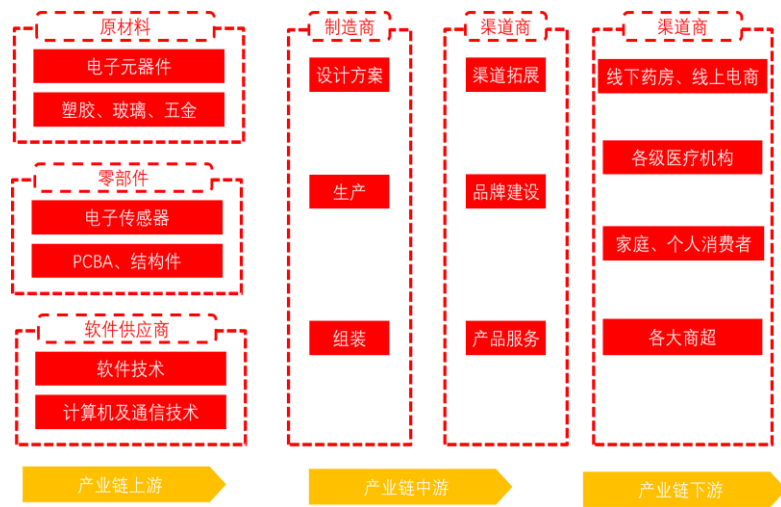 原材料
电子元器件
塑胶、玻璃、五金
零部件
电子传感器
PCBA、结构件
软件供应商
软件技术
计算机及通信技术
产业链上游
制造商
设计方案
生产
组装
渠道商
渠道拓展
品牌建设
产品服务
产业链中游
渠道商
线下药房、线上电商
各级医疗机构
家庭、个人消费者
各大商超
产业链下游